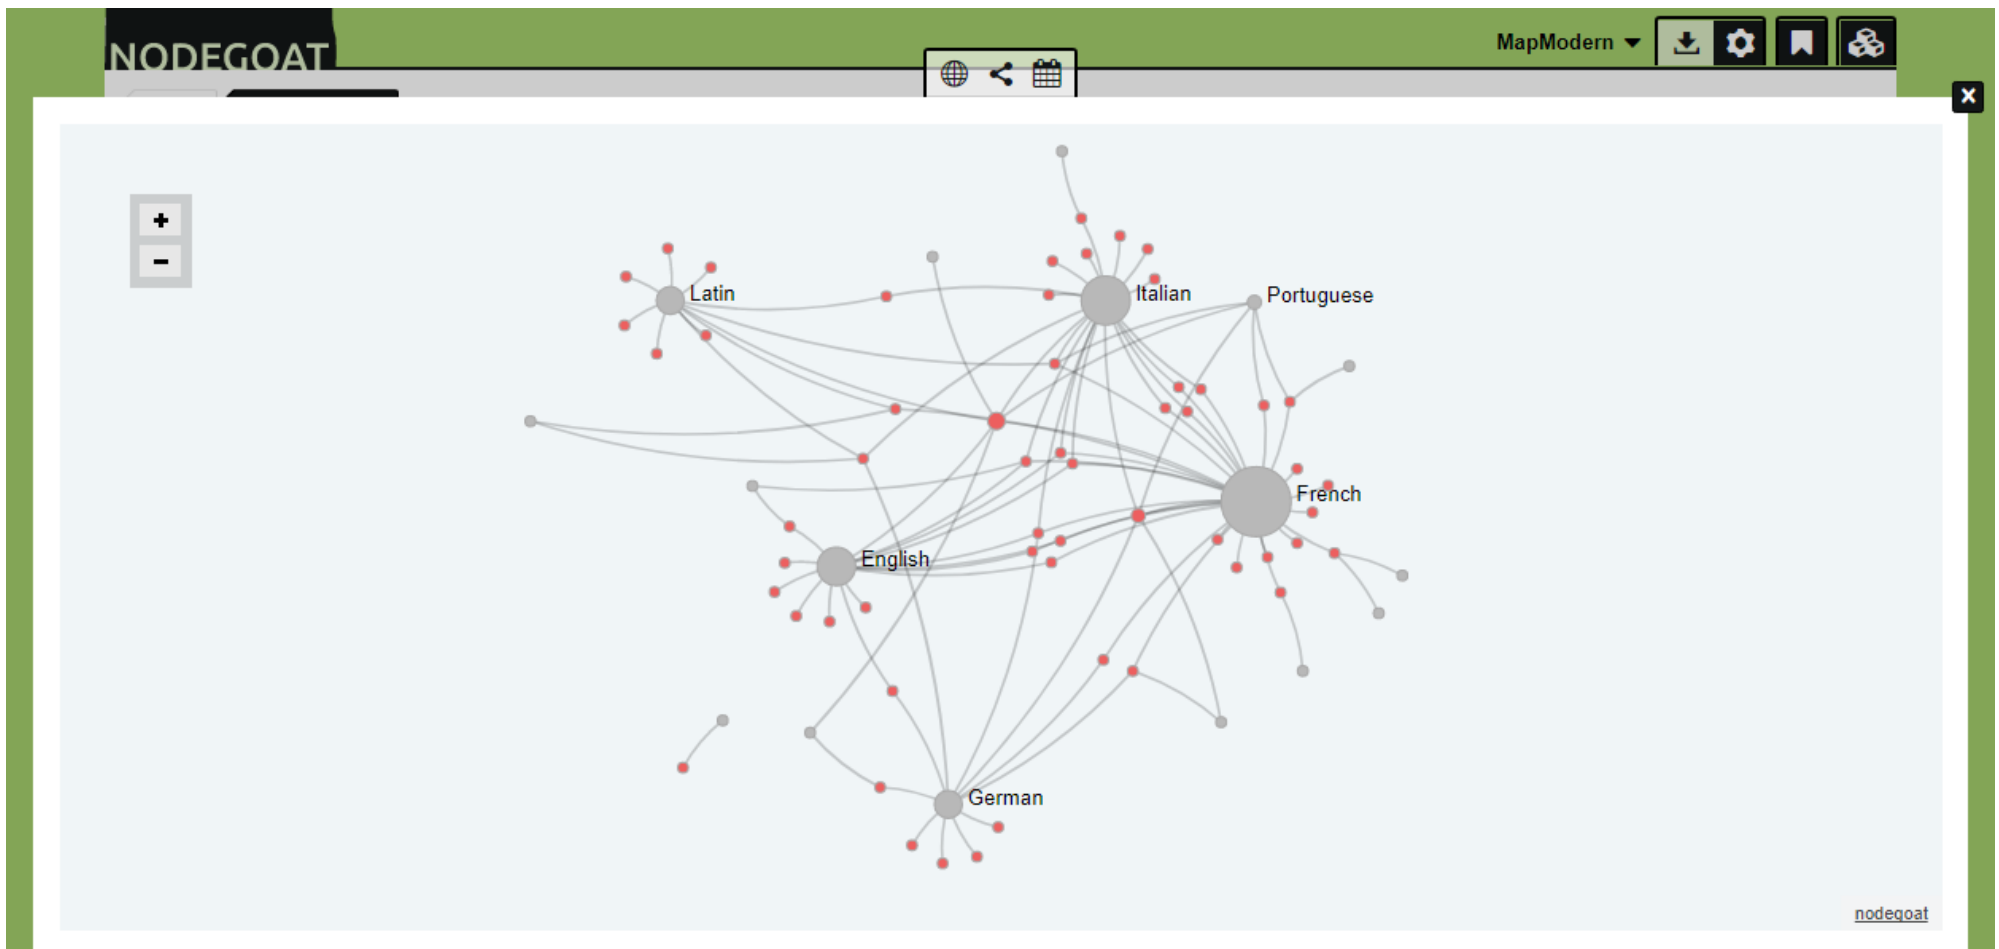 NODEGOAT
MapModern
+
−
Latin
Italian
Portuguese
French
English
German
nodegoat